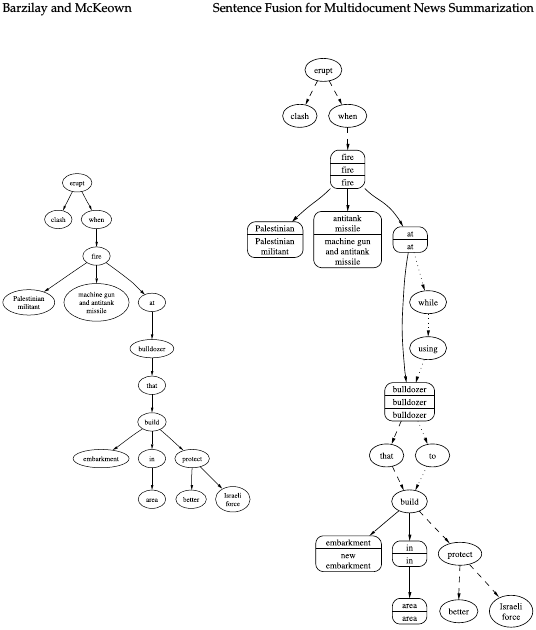 Barzilay and McKeown
Sentence Fusion for Multidocument News Summarization
erupt
clash
when
fire
Palestinian
militant
machine gun
and antitank
missile
at
bulldozer
that
build
embarkment
in
protect
area
better
Israeli
force
erupt
clash
when
fire
fire
fire
Palestinian
Palestinian
militant
antitank
missile
machine gun
and antitank
missile
at
at
while
using
bulldozer
bulldozer
bulldozer
that
to
build
embarkment
new
embarkment
in
in
protect
area
area
better
Israeli
force